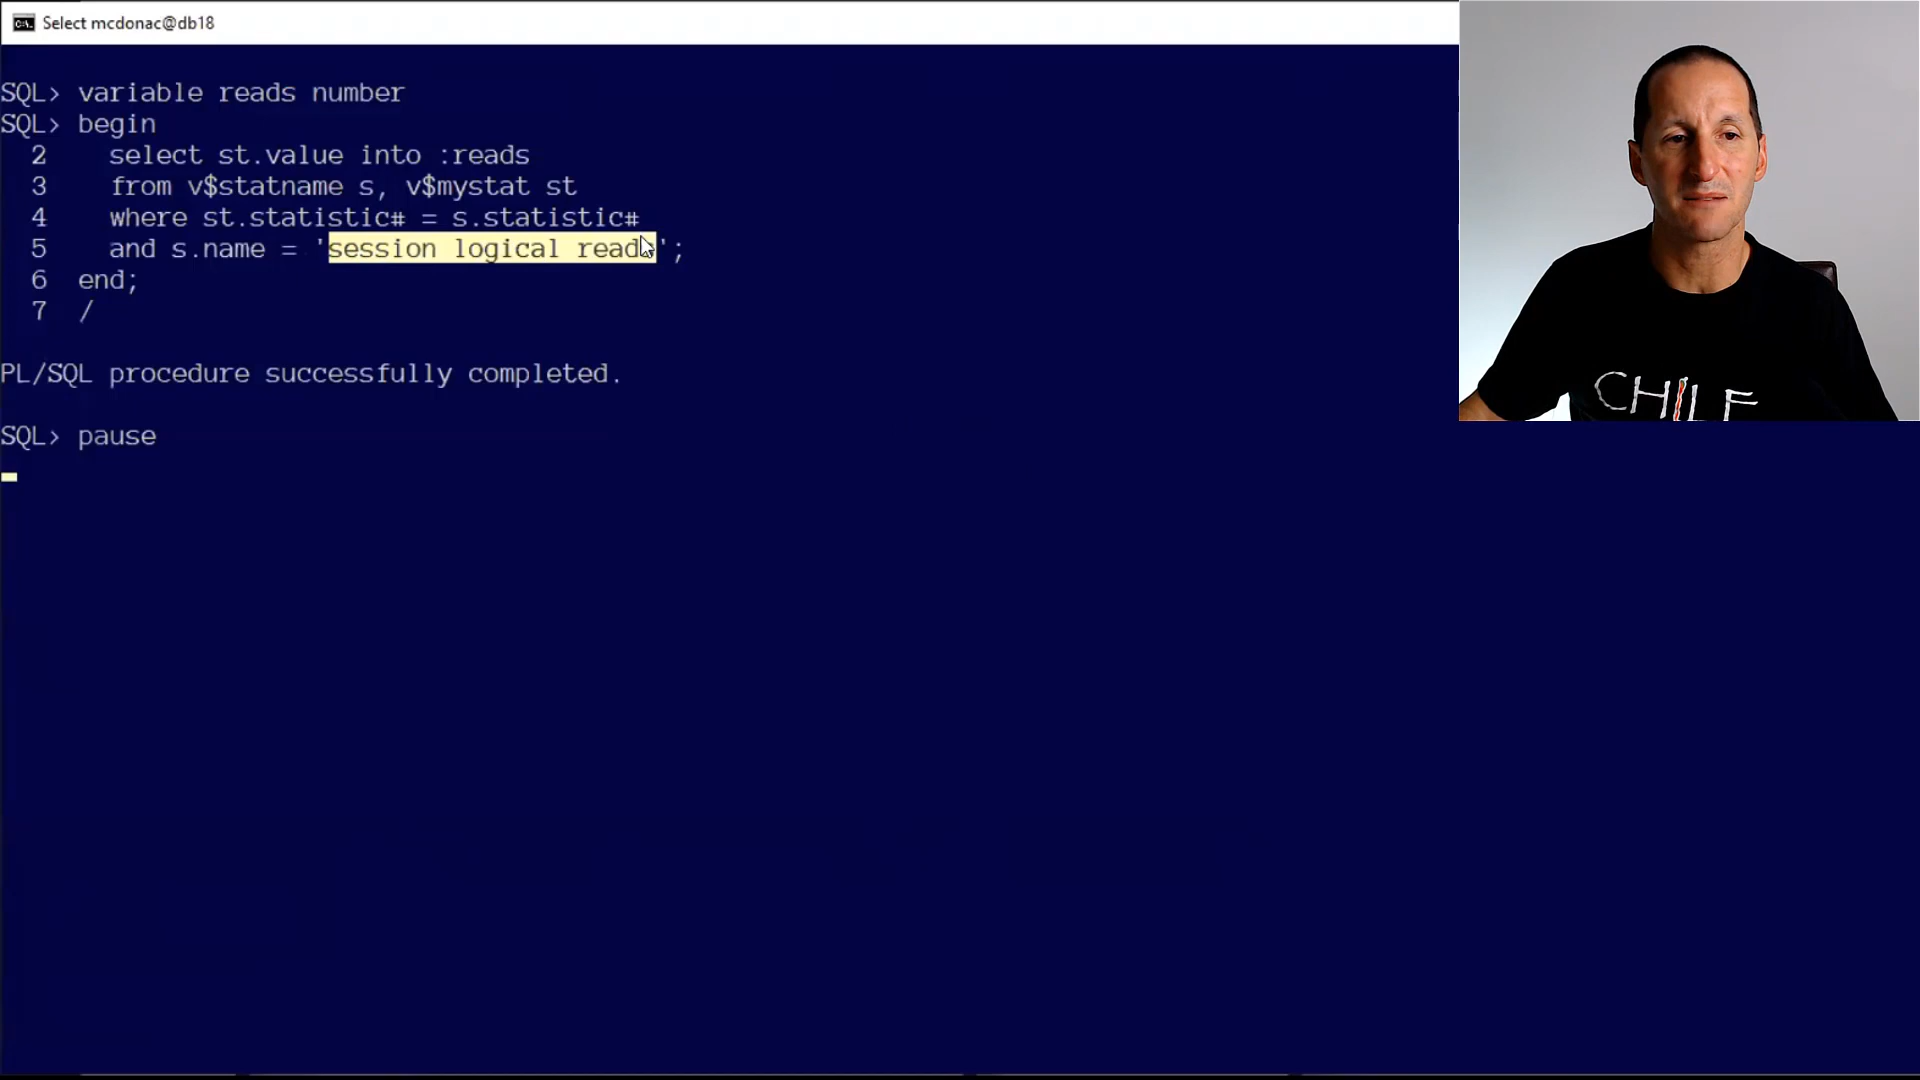 Select mcdonac@db18
SQL> variable reads number
SQL> begin
2 select st.value into :reads
3 from v$statname s, v$mystat st
4 where st.statistic# = s.statistic#
5 and s.name = 'session logical reads';
6 end;
7 /
PL/SQL procedure successfully completed.
SQL> pause
CHILE